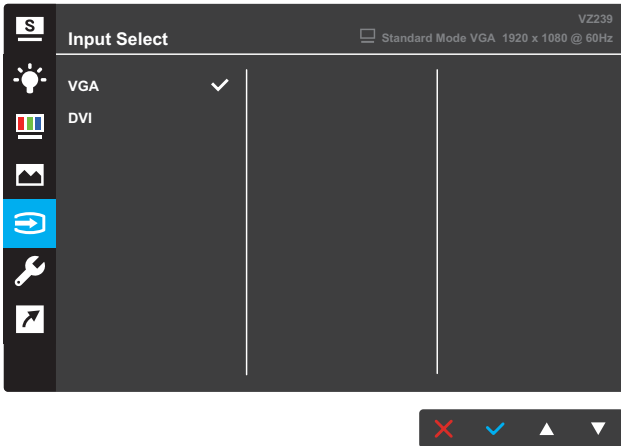 S
VZ239
Input Select
Standard Mode VGA 1920 x 1080 @ 60Hz
VGA
DVI